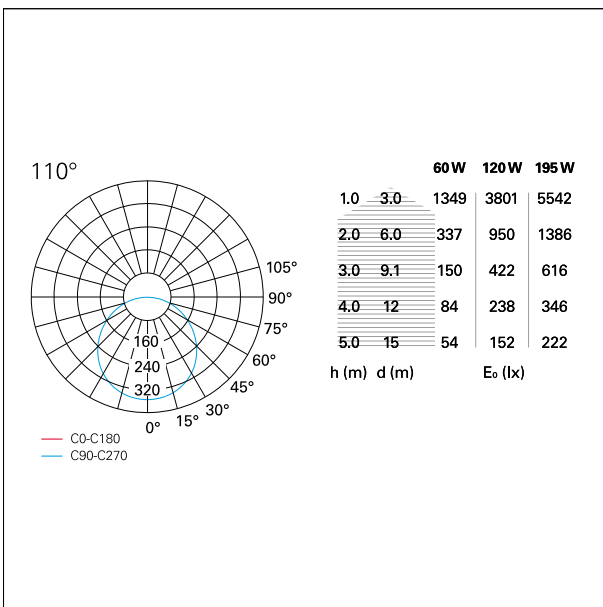 110°
105°
90°
75°
60°
45°
30°
15°
0°
160
240
320
C0-C180
C90-C270
60 W 120 W 195 W
1.0 3.0 1349 3801 5542
2.0 6.0 337 950 1386
3.0 9.1 150 422 616
4.0 12 84 238 346
5.0 15 54 152 222
h (m) d (m) E₀ (lx)